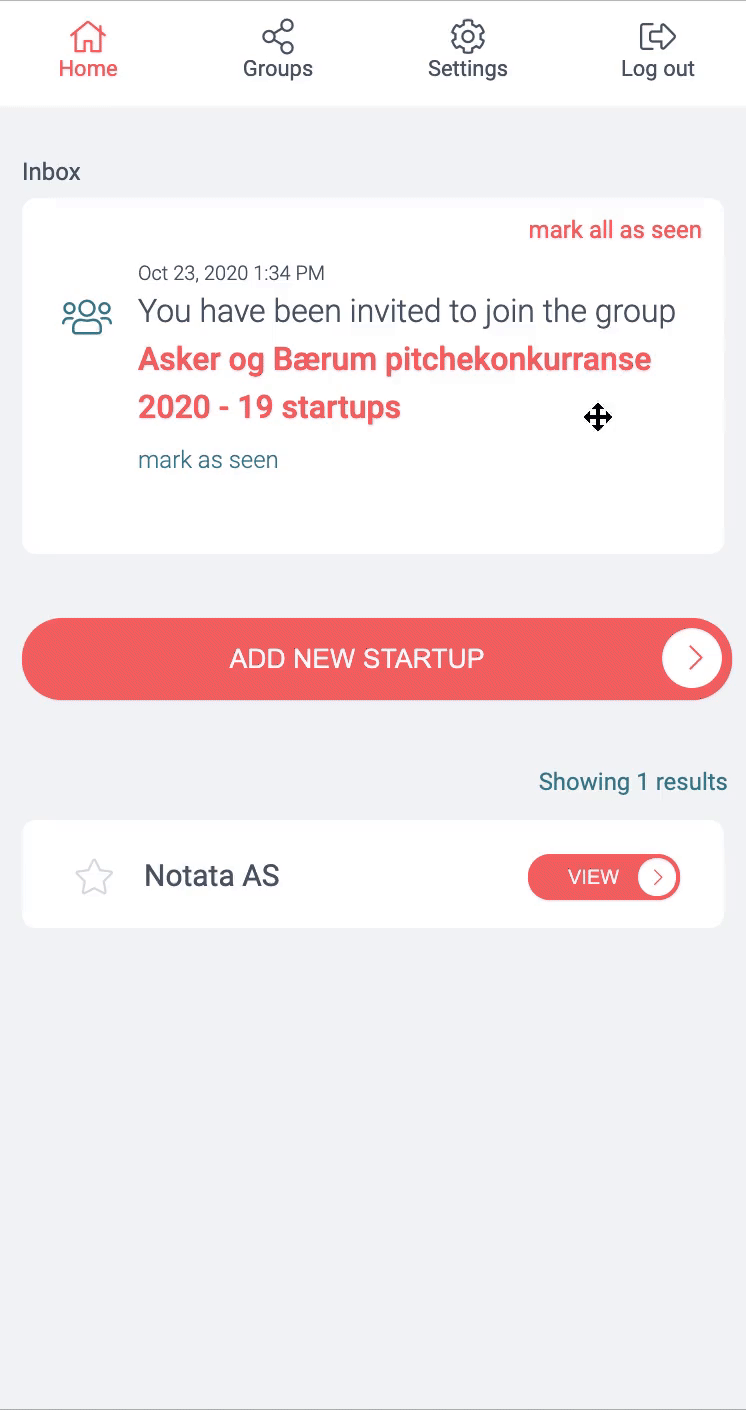 Home
Groups
Settings
Log out
Inbox
mark all as seen
Oct 23, 2020 1:34 PM
You have been invited to join the group
Asker og Bærum pitchekonkurranse
2020 - 19 startups
mark as seen
ADD NEW STARTUP
Showing 1 results
Notata AS
VIEW